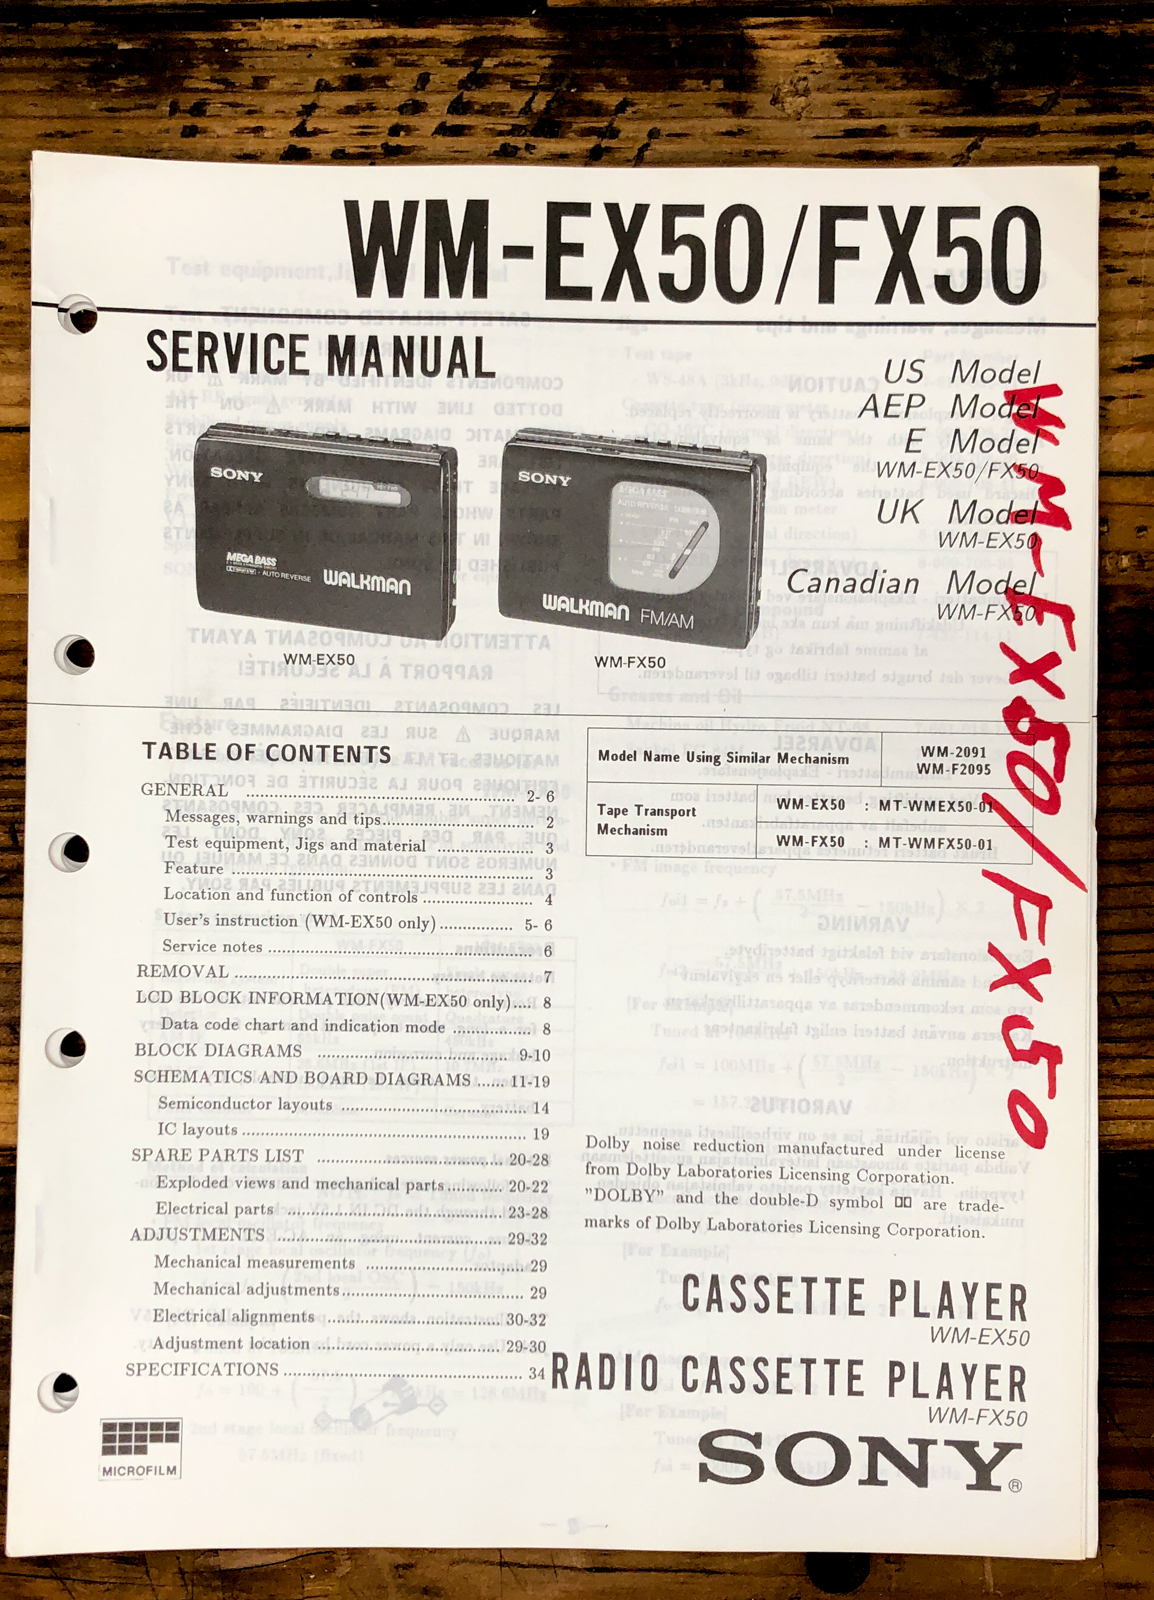 WM-EX50/FX50
SERVICE MANUAL
US Model
AEP Model
E Model
WM-EX50/FX50
UK Model
WM-EX50
Canadian Model
WM-FX50
SONY
MEGA BASS
AUTO REVERSE
WALKMAN
WM-EX50
SONY
WALKMAN FM/AM
WM-FX50
WM-EX50/FX50
TABLE OF CONTENTS
GENERAL ........................................ 2- 6
Messages, warnings and tips.............................. 2
Test equipment, Jigs and material .................. 3
Feature ........................................................ 3
Location and function of controls .................... 4
User's instruction (WM-EX50 only) .............. 5- 6
Service notes ................................................ 6
REMOVAL .................................................... 7
LCD BLOCK INFORMATION(WM-EX50 only).... 8
Data code chart and indication mode .............. 8
BLOCK DIAGRAMS .................................. 9-10
SCHEMATICS AND BOARD DIAGRAMS ......11-19
Semiconductor layouts .................................. 14
IC layouts .................................................... 19
SPARE PARTS LIST .................................. 20-28
Exploded views and mechanical parts .......... 20-22
Electrical parts ........................................ 23-28
ADJUSTMENTS ........................................ 29-32
Mechanical measurements ............................ 29
Mechanical adjustments.................................. 29
Electrical alignments .............................. 30-32
Adjustment location .................................. 29-30
SPECIFICATIONS .......................................... 34
Model Name Using Similar Mechanism
WM-2091
WM-F2095
Tape Transport
Mechanism
WM-EX50 : MT-WMEX50-01
WM-FX50 : MT-WMFX50-01
Dolby noise reduction manufactured under license
from Dolby Laboratories Licensing Corporation.
"DOLBY" and the double-D symbol are trade-
marks of Dolby Laboratories Licensing Corporation.
CASSETTE PLAYER
WM-EX50
RADIO CASSETTE PLAYER
WM-FX50
MICROFILM
SONY®